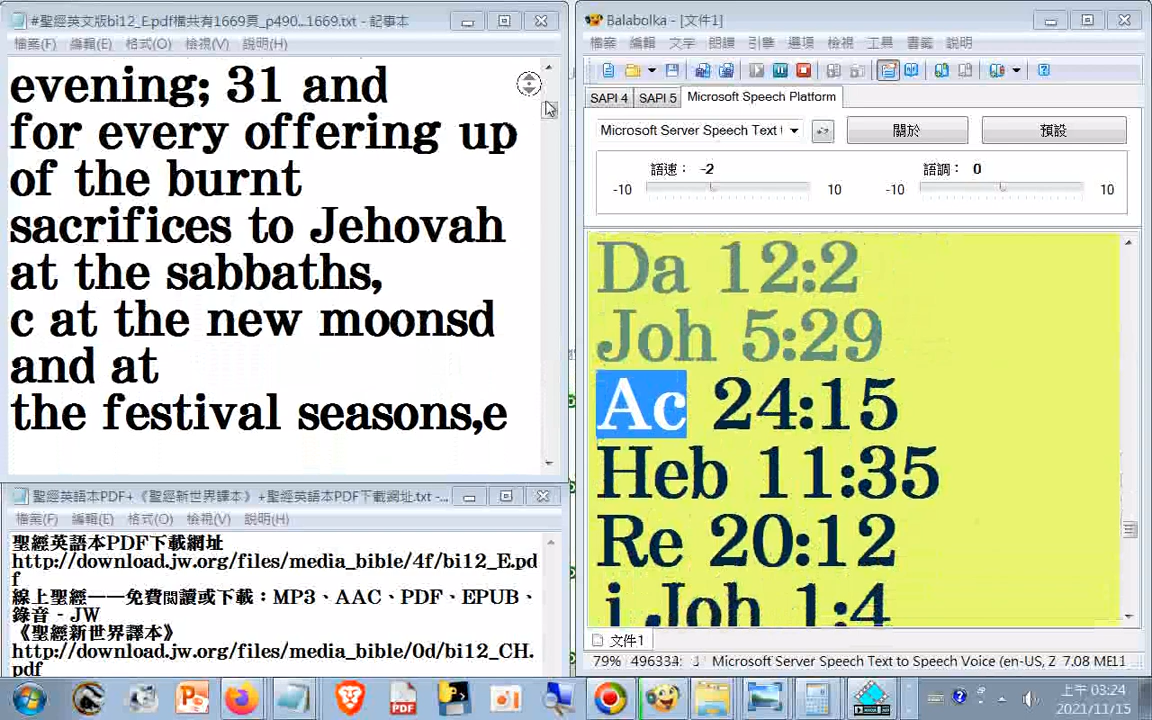 #聖經英文版bi12_E.pdf檔共有1669頁_p490...1669.txt - 記事本
檔案(F) 編輯(E) 格式(O) 檢視(V) 說明(H)
evening; 31 and
for every offering up
of the burnt
sacrifices to Jehovah
at the sabbaths,
c at the new moonsd
and at
the festival seasons,e
聖經英語本PDF+《聖經新世界譯本》+聖經英語本PDF下載網址.txt -...
檔案(F) 編輯(E) 格式(O) 檢視(V) 說明(H)
聖經英語本PDF下載網址
http://download.jw.org/files/media_bible/4f/bi12_E.pd
f
線上聖經——免費閱讀或下載：MP3、AAC、PDF、EPUB、
錄音 - JW
《聖經新世界譯本》
http://download.jw.org/files/media_bible/0d/bi12_CH.
pdf
Balabolka - [文件1]
檔案 編輯 文字 朗讀 引擎 選項 檢視 工具 書籤 說明
SAPI 4 SAPI 5 Microsoft Speech Platform
Microsoft Server Speech Text 關於 預設
語速： -2 語調： 0
-10 10 -10 10
Da 12:2
Joh 5:29
Ac 24:15
Heb 11:35
Re 20:12
j Joh 1:4
文件1
79% Microsoft Server Speech Text to Speech Voice (en-US, Z 7.08 ME
PDF
上午 03:24
2021/11/15